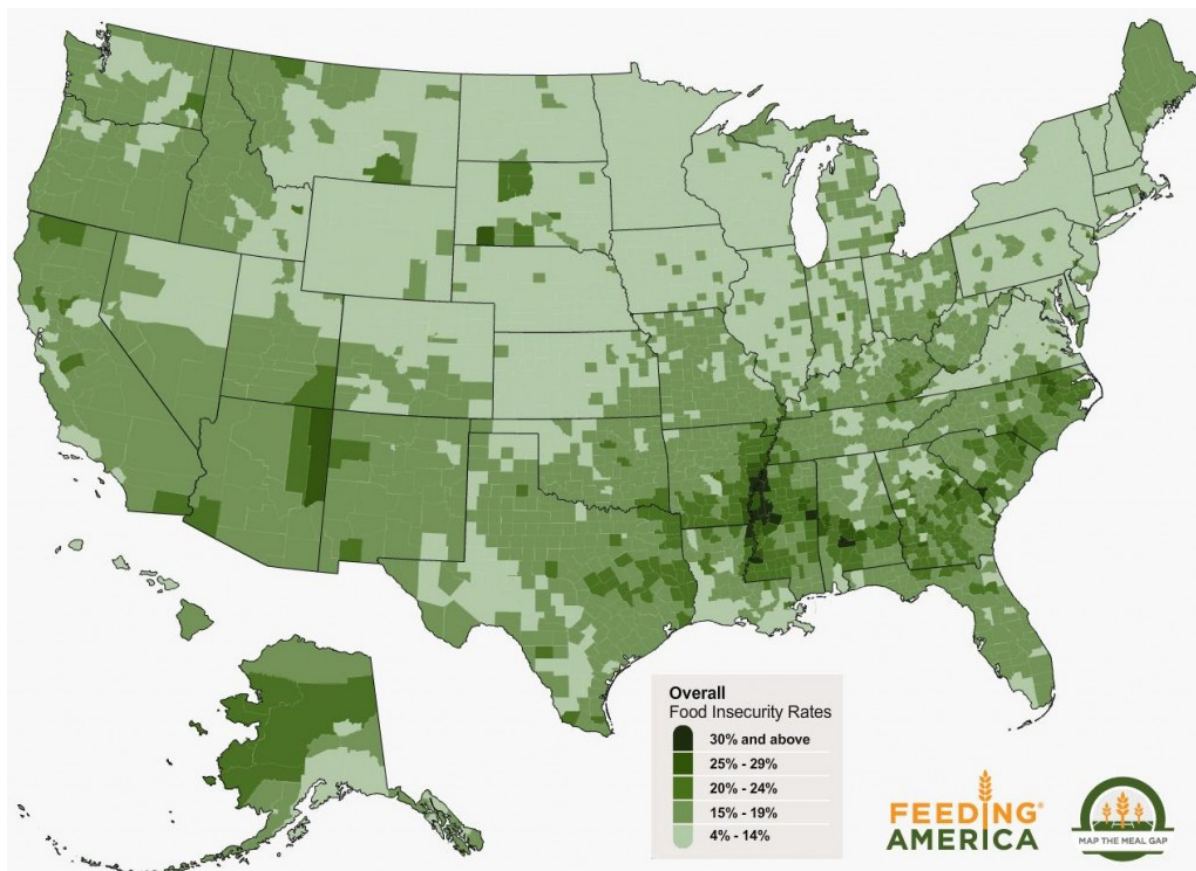 Overall
Food Insecurity Rates
30% and above
25% - 29%
20% - 24%
15% - 19%
4% - 14%
FEEDING®
AMERICA
MAP THE MEAL GAP